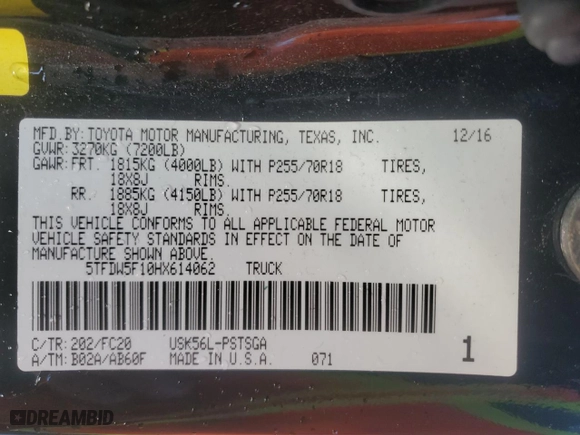 MFD.BY:TOYOTA MOTOR MANUFACTURING, TEXAS, INC. 12/16
GVWR:3270KG (7200LB)
GAWR:FRT. 1815KG (4000LB) WITH P255/70R18 TIRES,
18X8J RIMS.
RR. 1885KG (4150LB) WITH P255/70R18 TIRES,
18X8J RIMS.
THIS VEHICLE CONFORMS TO ALL APPLICABLE FEDERAL MOTOR
VEHICLE SAFETY STANDARDS IN EFFECT ON THE DATE OF
MANUFACTURE SHOWN ABOVE.
5TFDW5F10HX614062 TRUCK
C/TR:202/FC20 USK56L-PSTSGA
A/TM:B02A/AB60F MADE IN U.S.A. 071 1
DREAMBID